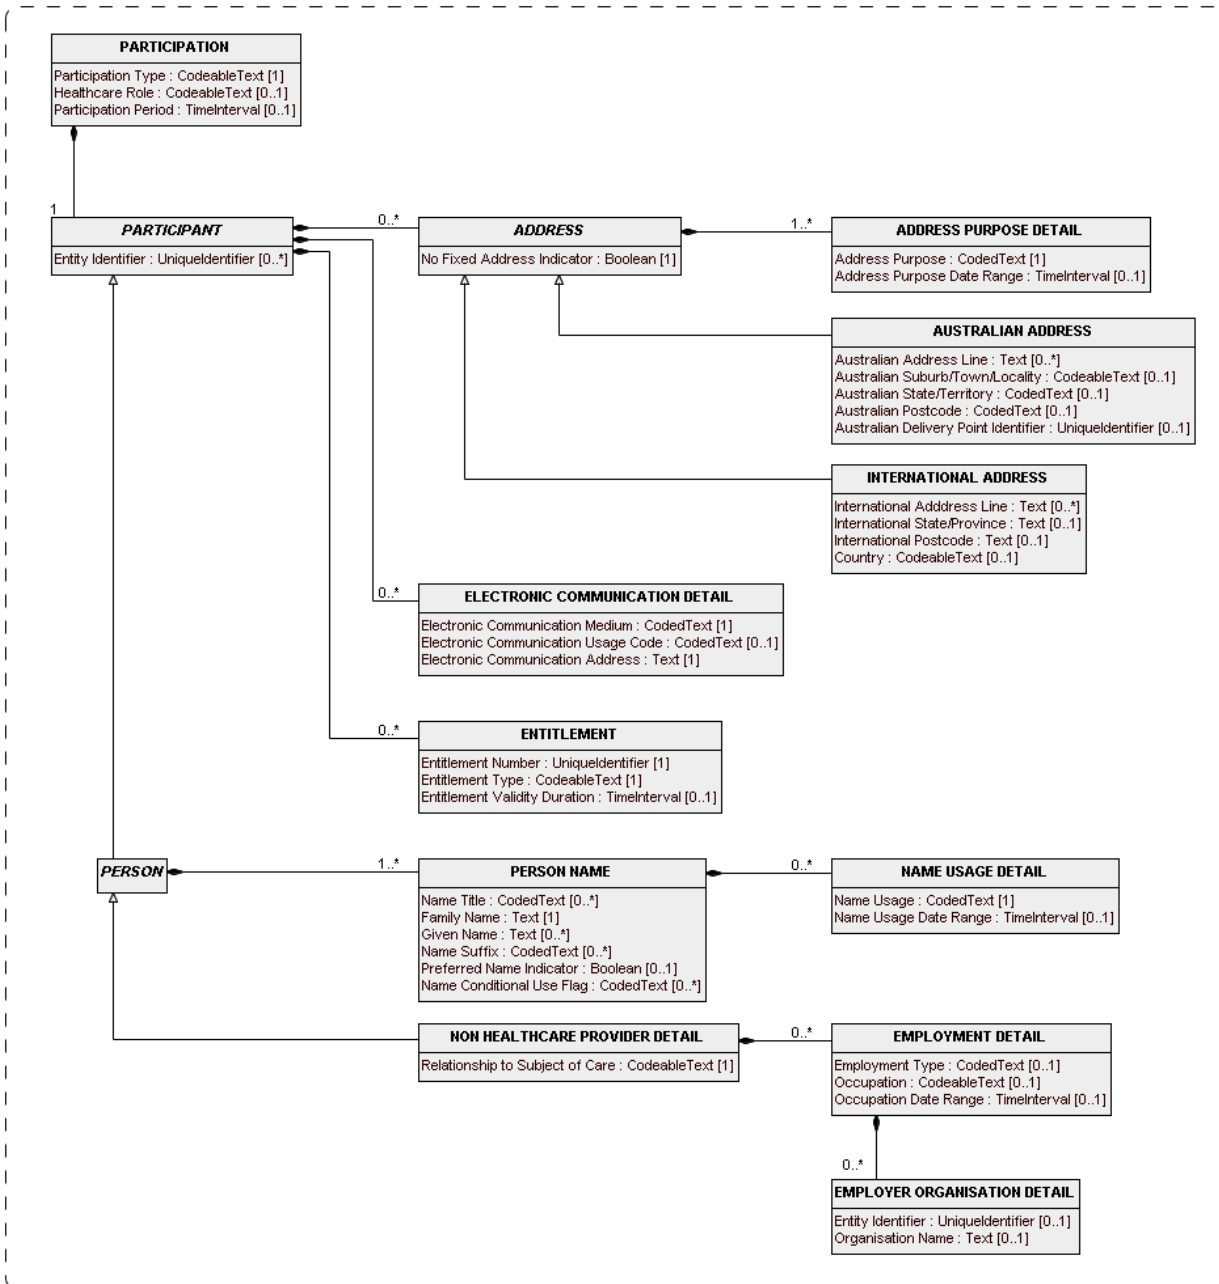 PARTICIPATION
Participation Type : CodeableText [1]
Healthcare Role : CodeableText [0..1]
Participation Period : TimeInterval [0..1]
1
PARTICIPANT
Entity Identifier : UniqueIdentifier [0..*]
0..*
ADDRESS
No Fixed Address Indicator : Boolean [1]
1..*
ADDRESS PURPOSE DETAIL
Address Purpose : CodedText [1]
Address Purpose Date Range : TimeInterval [0..1]
AUSTRALIAN ADDRESS
Australian Address Line : Text [0..*]
Australian Suburb/Town/Locality : CodeableText [0..1]
Australian State/Territory : CodedText [0..1]
Australian Postcode : CodedText [0..1]
Australian Delivery Point Identifier : UniqueIdentifier [0..1]
INTERNATIONAL ADDRESS
International Adddress Line : Text [0..*]
International State/Province : Text [0..1]
International Postcode : Text [0..1]
Country : CodeableText [0..1]
0..*
ELECTRONIC COMMUNICATION DETAIL
Electronic Communication Medium : CodedText [1]
Electronic Communication Usage Code : CodedText [0..1]
Electronic Communication Address : Text [1]
0..*
ENTITLEMENT
Entitlement Number : UniqueIdentifier [1]
Entitlement Type : CodeableText [1]
Entitlement Validity Duration : TimeInterval [0..1]
PERSON
1..*
PERSON NAME
Name Title : CodedText [0..*]
Family Name : Text [1]
Given Name : Text [0..*]
Name Suffix : CodedText [0..*]
Preferred Name Indicator : Boolean [0..1]
Name Conditional Use Flag : CodedText [0..*]
0..*
NAME USAGE DETAIL
Name Usage : CodedText [1]
Name Usage Date Range : TimeInterval [0..1]
NON HEALTHCARE PROVIDER DETAIL
Relationship to Subject of Care : CodeableText [1]
0..*
EMPLOYMENT DETAIL
Employment Type : CodedText [0..1]
Occupation : CodeableText [0..1]
Occupation Date Range : TimeInterval [0..1]
0..*
EMPLOYER ORGANISATION DETAIL
Entity Identifier : UniqueIdentifier [0..1]
Organisation Name : Text [0..1]